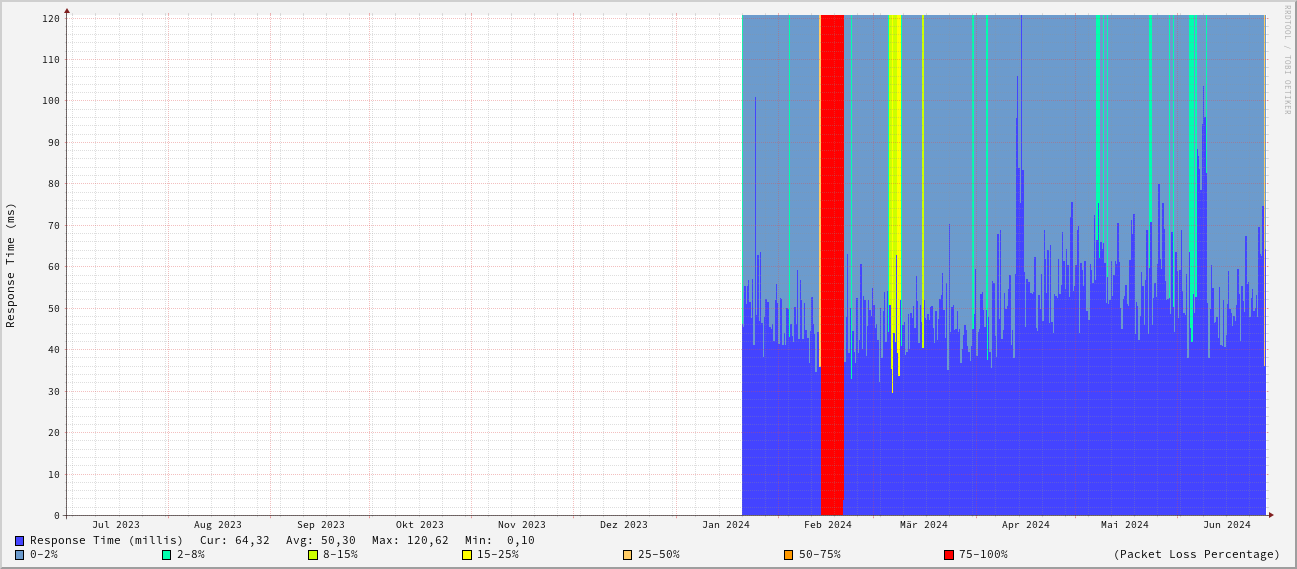 RRDTOOL / TOBI OETIKER
Response Time (ms)
120
110
100
90
80
70
60
50
40
30
20
10
0
Jul 2023 Aug 2023 Sep 2023 Okt 2023 Nov 2023 Dez 2023 Jan 2024 Feb 2024 Mär 2024 Apr 2024 Mai 2024 Jun 2024
Response Time (millis) Cur: 64,32 Avg: 50,30 Max: 120,62 Min: 0,10
0-2% 2-8% 8-15% 15-25% 25-50% 50-75% 75-100% (Packet Loss Percentage)